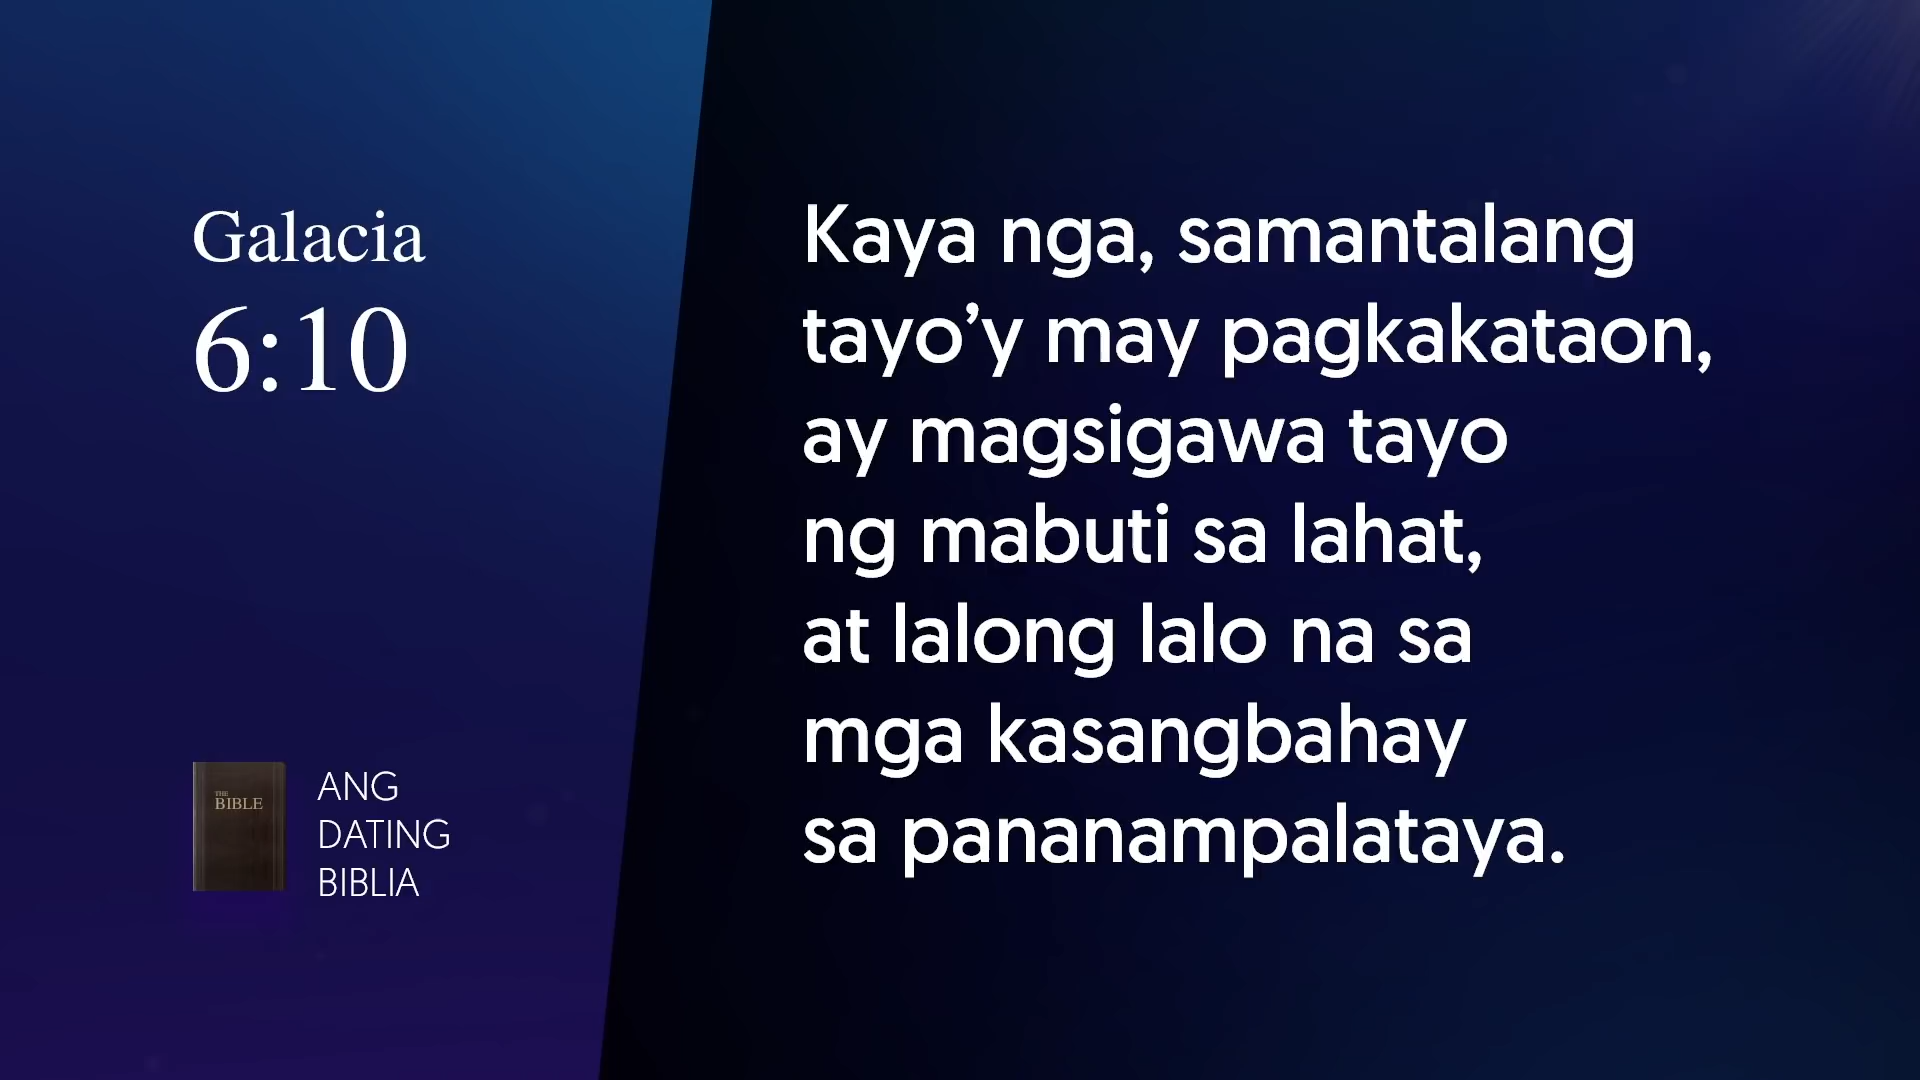 Galacia
6:10
Kaya nga, samantalang
tayo’y may pagkakataon,
ay magsigawa tayo
ng mabuti sa lahat,
at lalong lalo na sa
mga kasangbahay
sa pananampalataya.
THE
BIBLE
ANG
DATING
BIBLIA